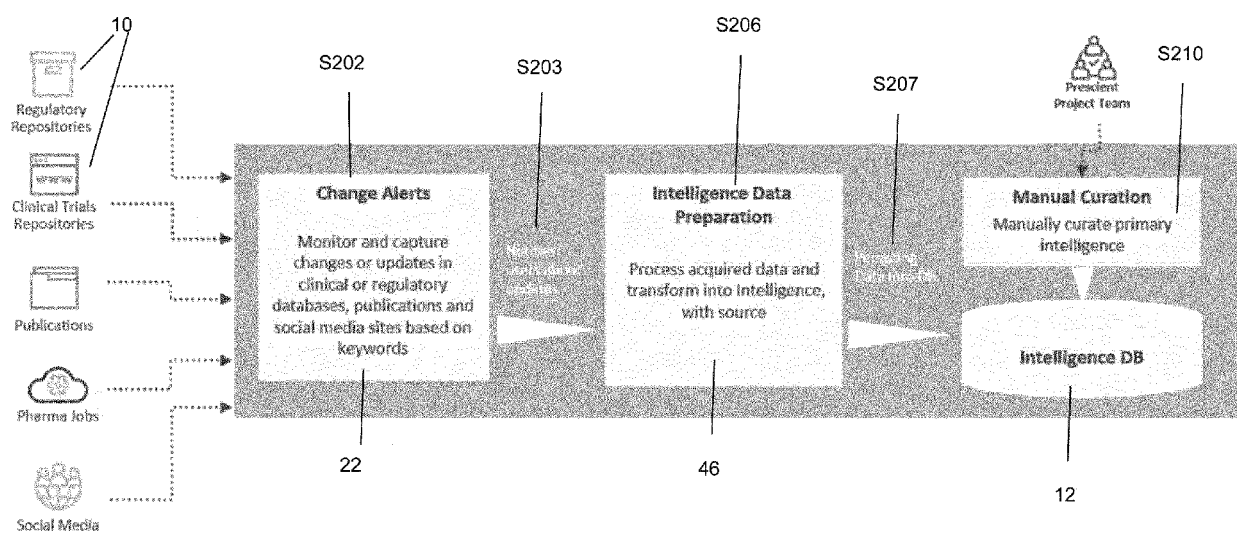 10
S202
S203
S206
S207
S210
Regulatory
Repositories
Clinical Trials
Repositories
Publications
Pharma Jobs
Social Media
Change Alerts
Monitor and capture
changes or updates in
clinical or regulatory
databases, publications and
social media sites based on
keywords
22
Intelligence Data
Preparation
Process acquired data and
transform into intelligence,
with source
46
Prescient
Project Team
Manual Curation
Manually curate primary
intelligence
Intelligence DB
12